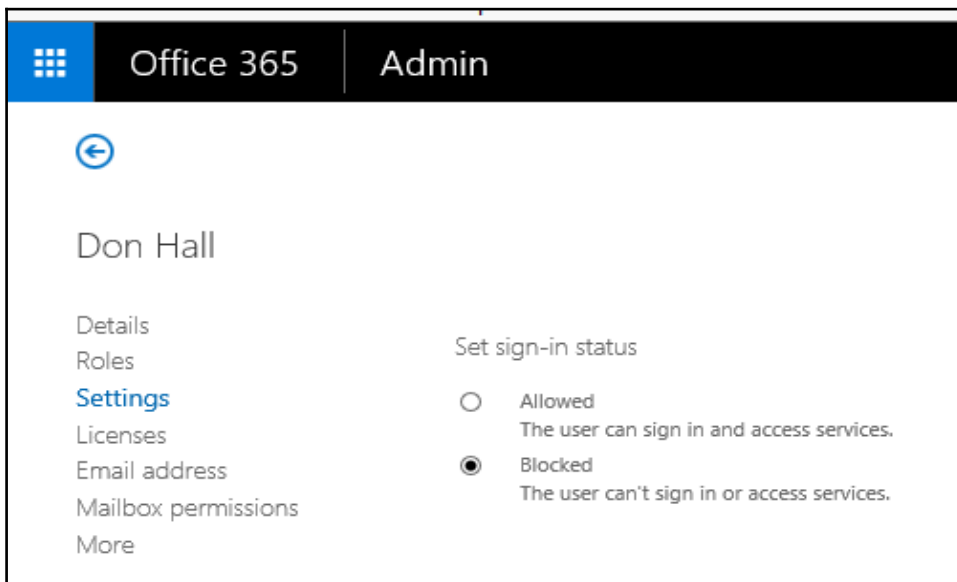 Office 365 Admin
Don Hall
Details
Roles
Settings
Licenses
Email address
Mailbox permissions
More
Set sign-in status
Allowed
The user can sign in and access services.
Blocked
The user can't sign in or access services.